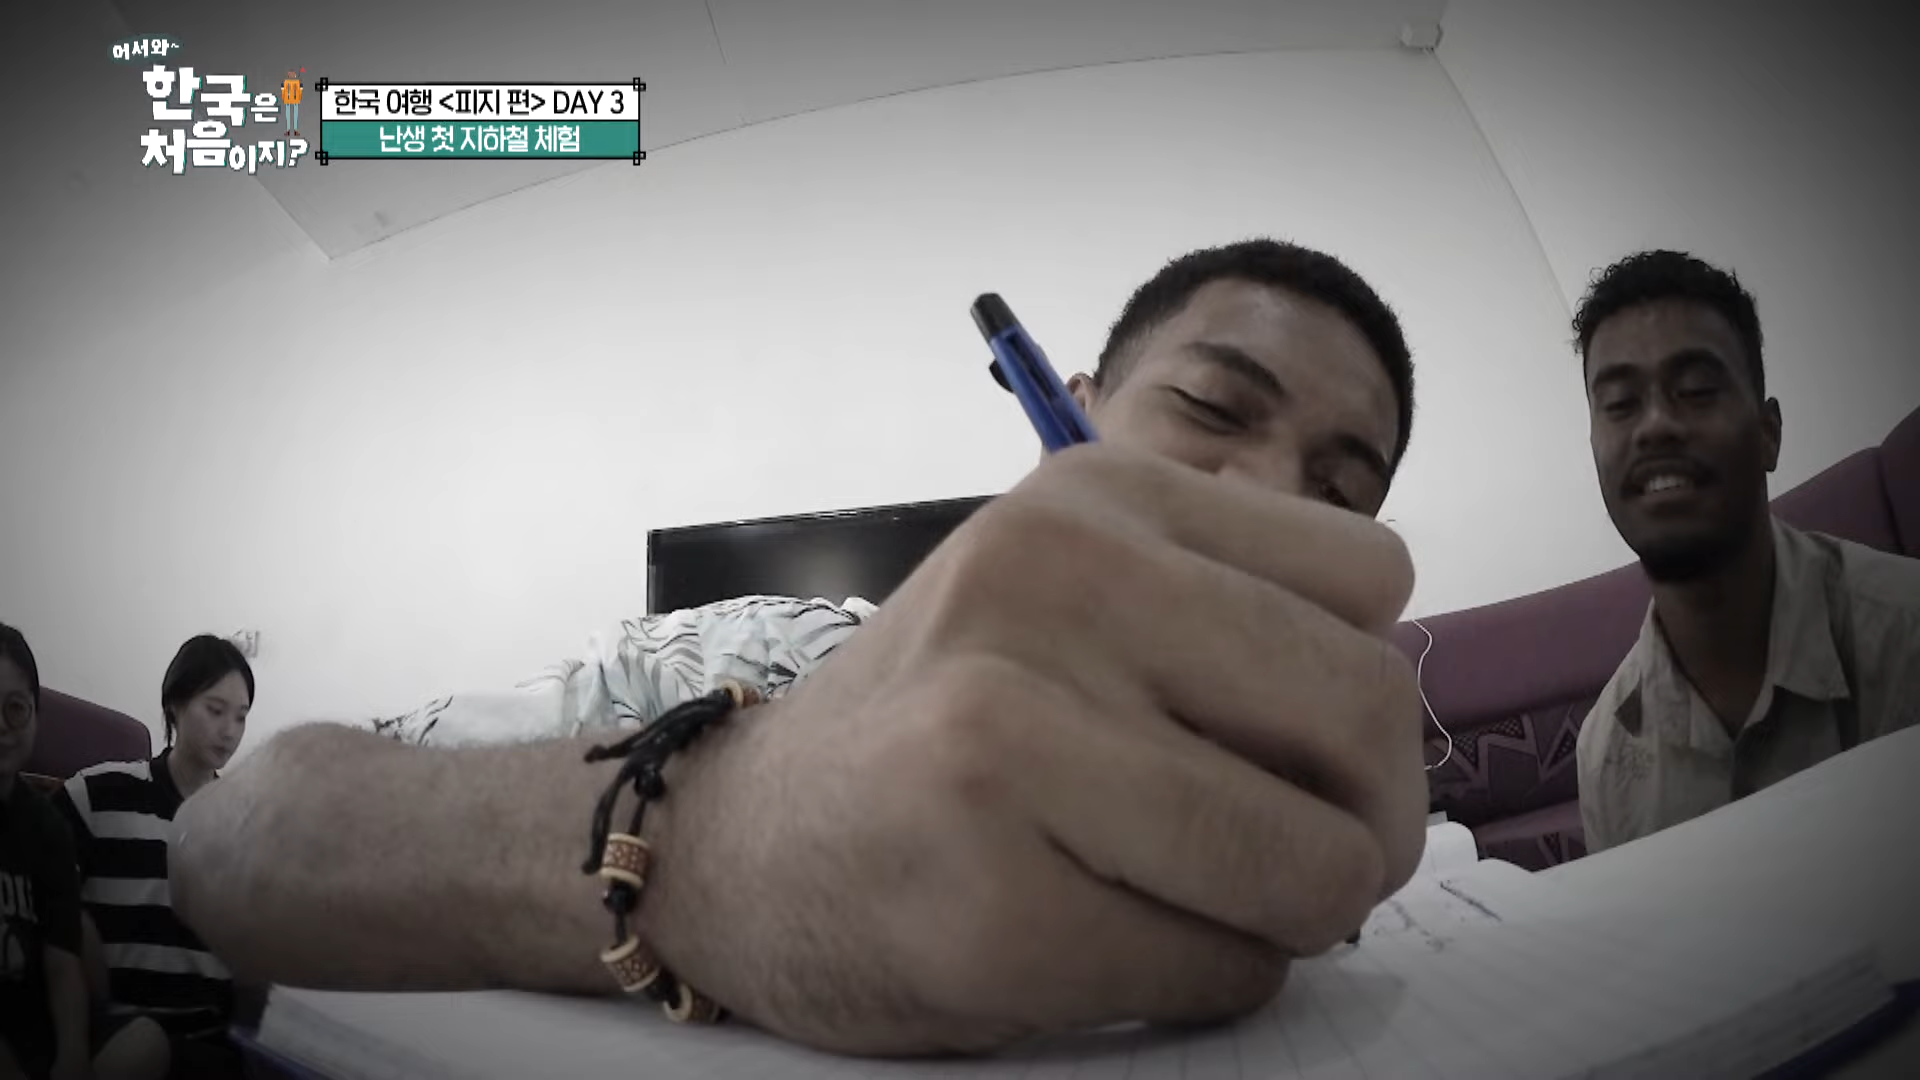 어서와~
한국은
처음이지?
한국 여행 <피지 편> DAY 3
난생 첫 지하철 체험